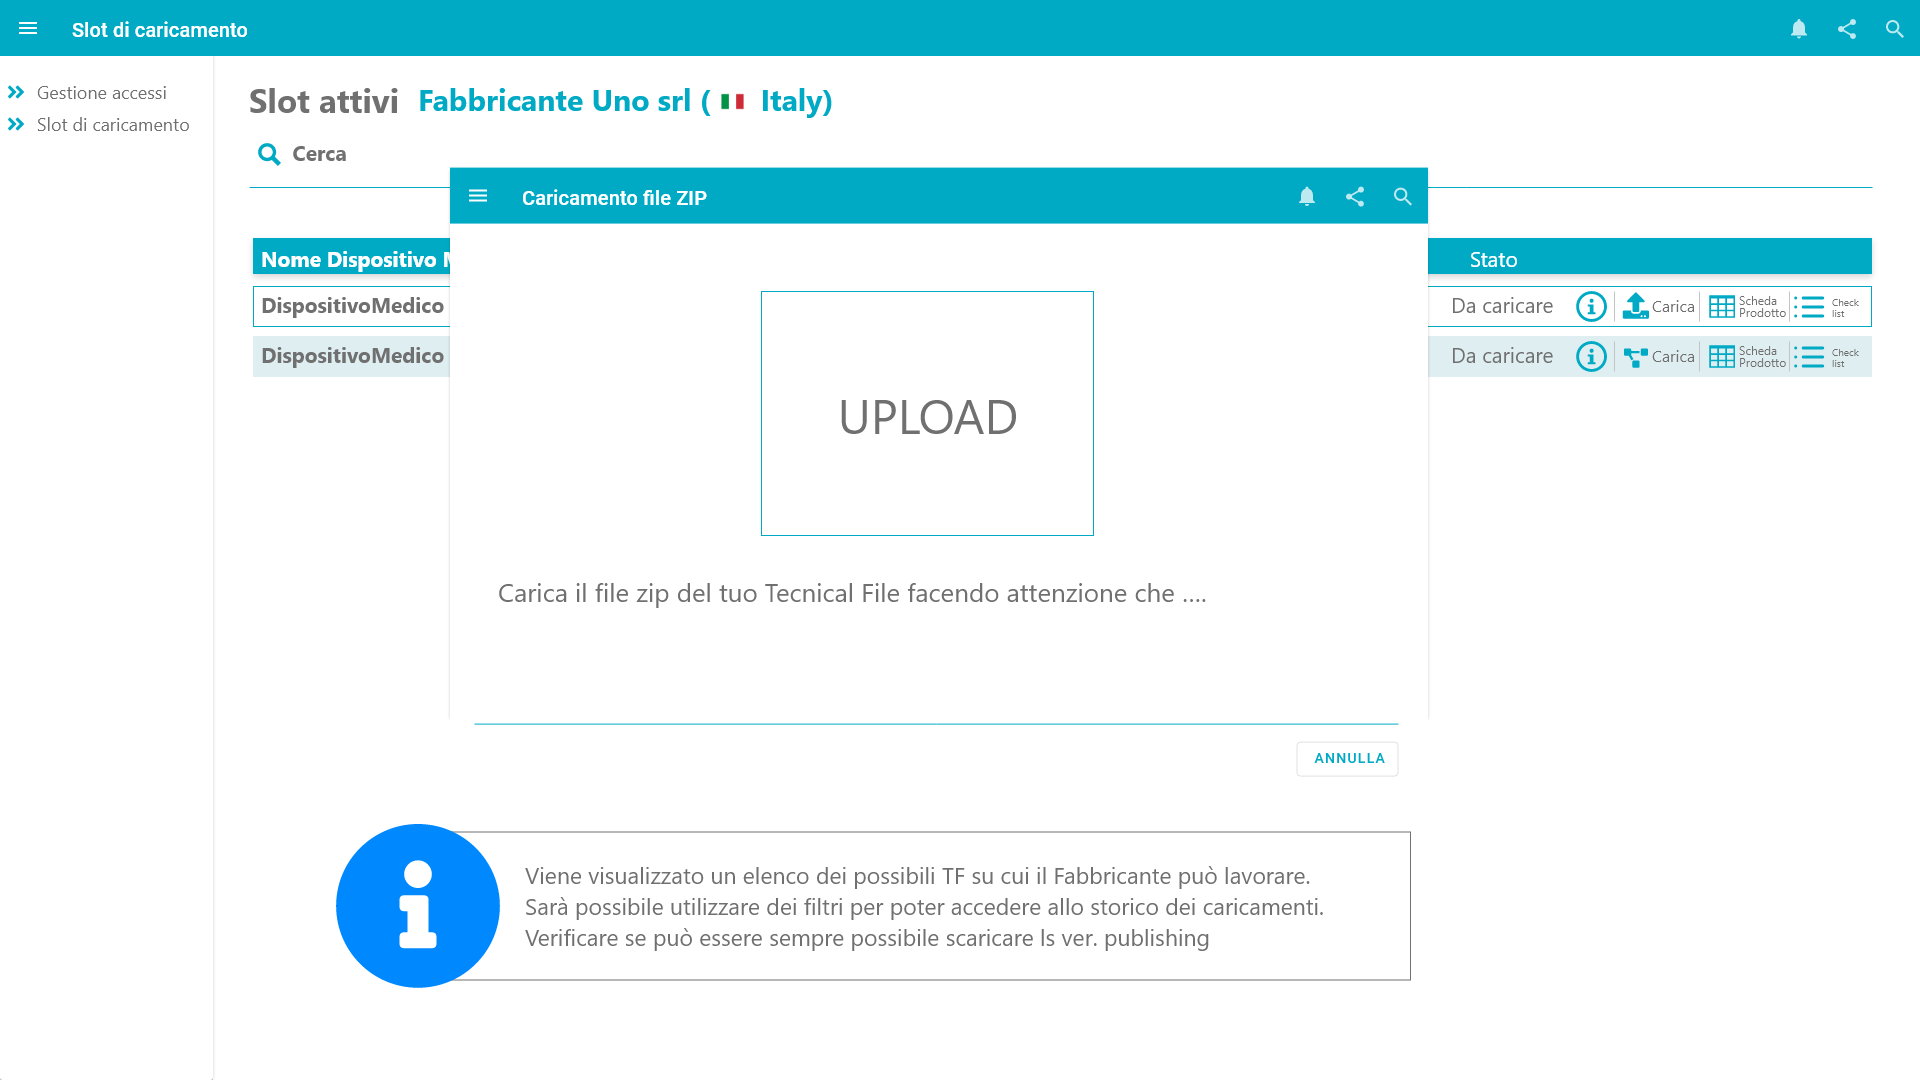 Slot di caricamento
Gestione accessi
Slot di caricamento
Slot attivi Fabbricante Uno srl ( Italy)
Cerca
Caricamento file ZIP
Nome Dispositivo
Stato
DispositivoMedico
Da caricare Carica Scheda Prodotto Check list
DispositivoMedico
Da caricare Carica Scheda Prodotto Check list
UPLOAD
Carica il file zip del tuo Tecnical File facendo attenzione che ....
ANNULLA
Viene visualizzato un elenco dei possibili TF su cui il Fabbricante può lavorare.
Sarà possibile utilizzare dei filtri per poter accedere allo storico dei caricamenti.
Verificare se può essere sempre possibile scaricare ls ver. publishing